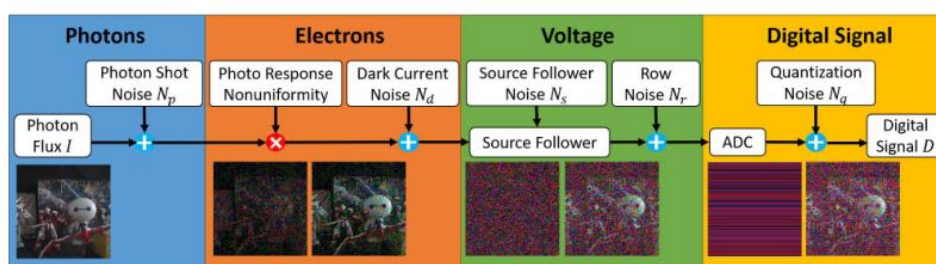 Photons
Electrons
Voltage
Digital Signal
Photon Shot
Noise N_p
Photo Response
Nonuniformity
Dark Current
Noise N_d
Source Follower
Noise N_s
Row
Noise N_r
Quantization
Noise N_q
Photon
Flux I
Source Follower
ADC
Digital
Signal D